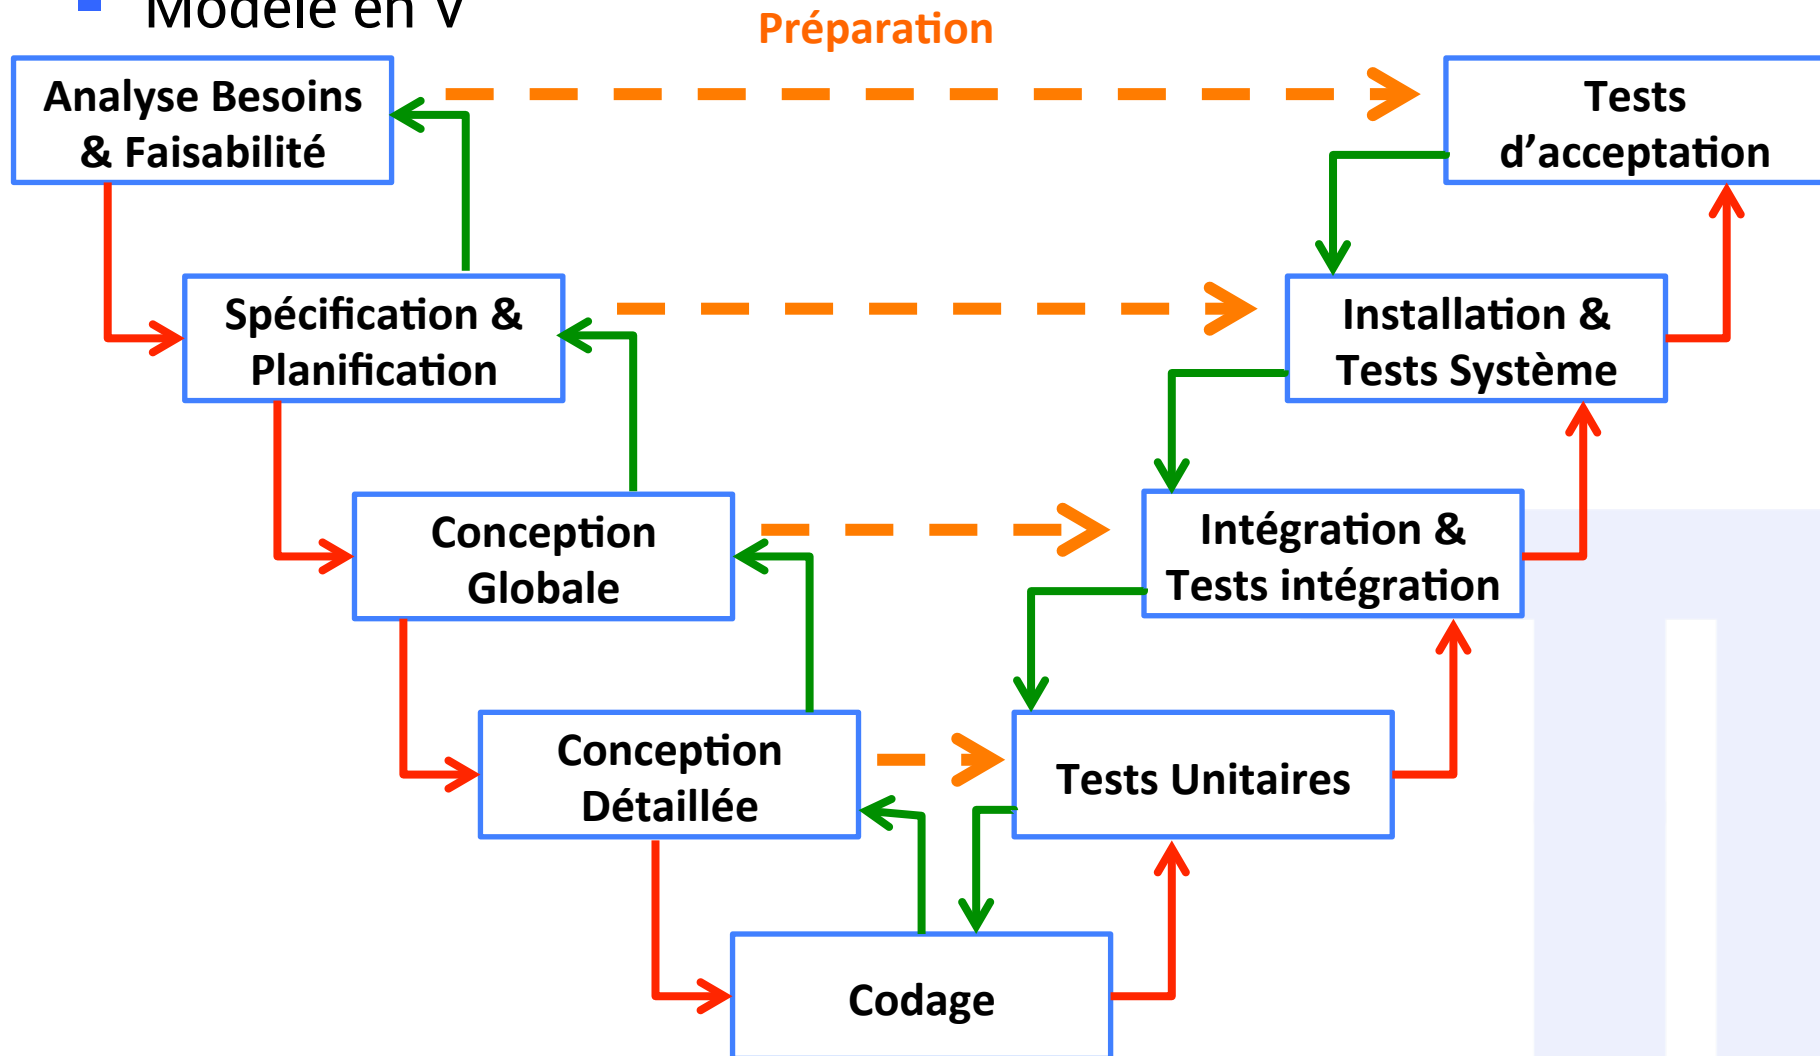 Modèle en V
Préparation
Analyse Besoins
& Faisabilité
Tests
d’acceptation
Spécification &
Planification
Installation &
Tests Système
Conception
Globale
Intégration &
Tests intégration
Conception
Détaillée
Tests Unitaires
Codage